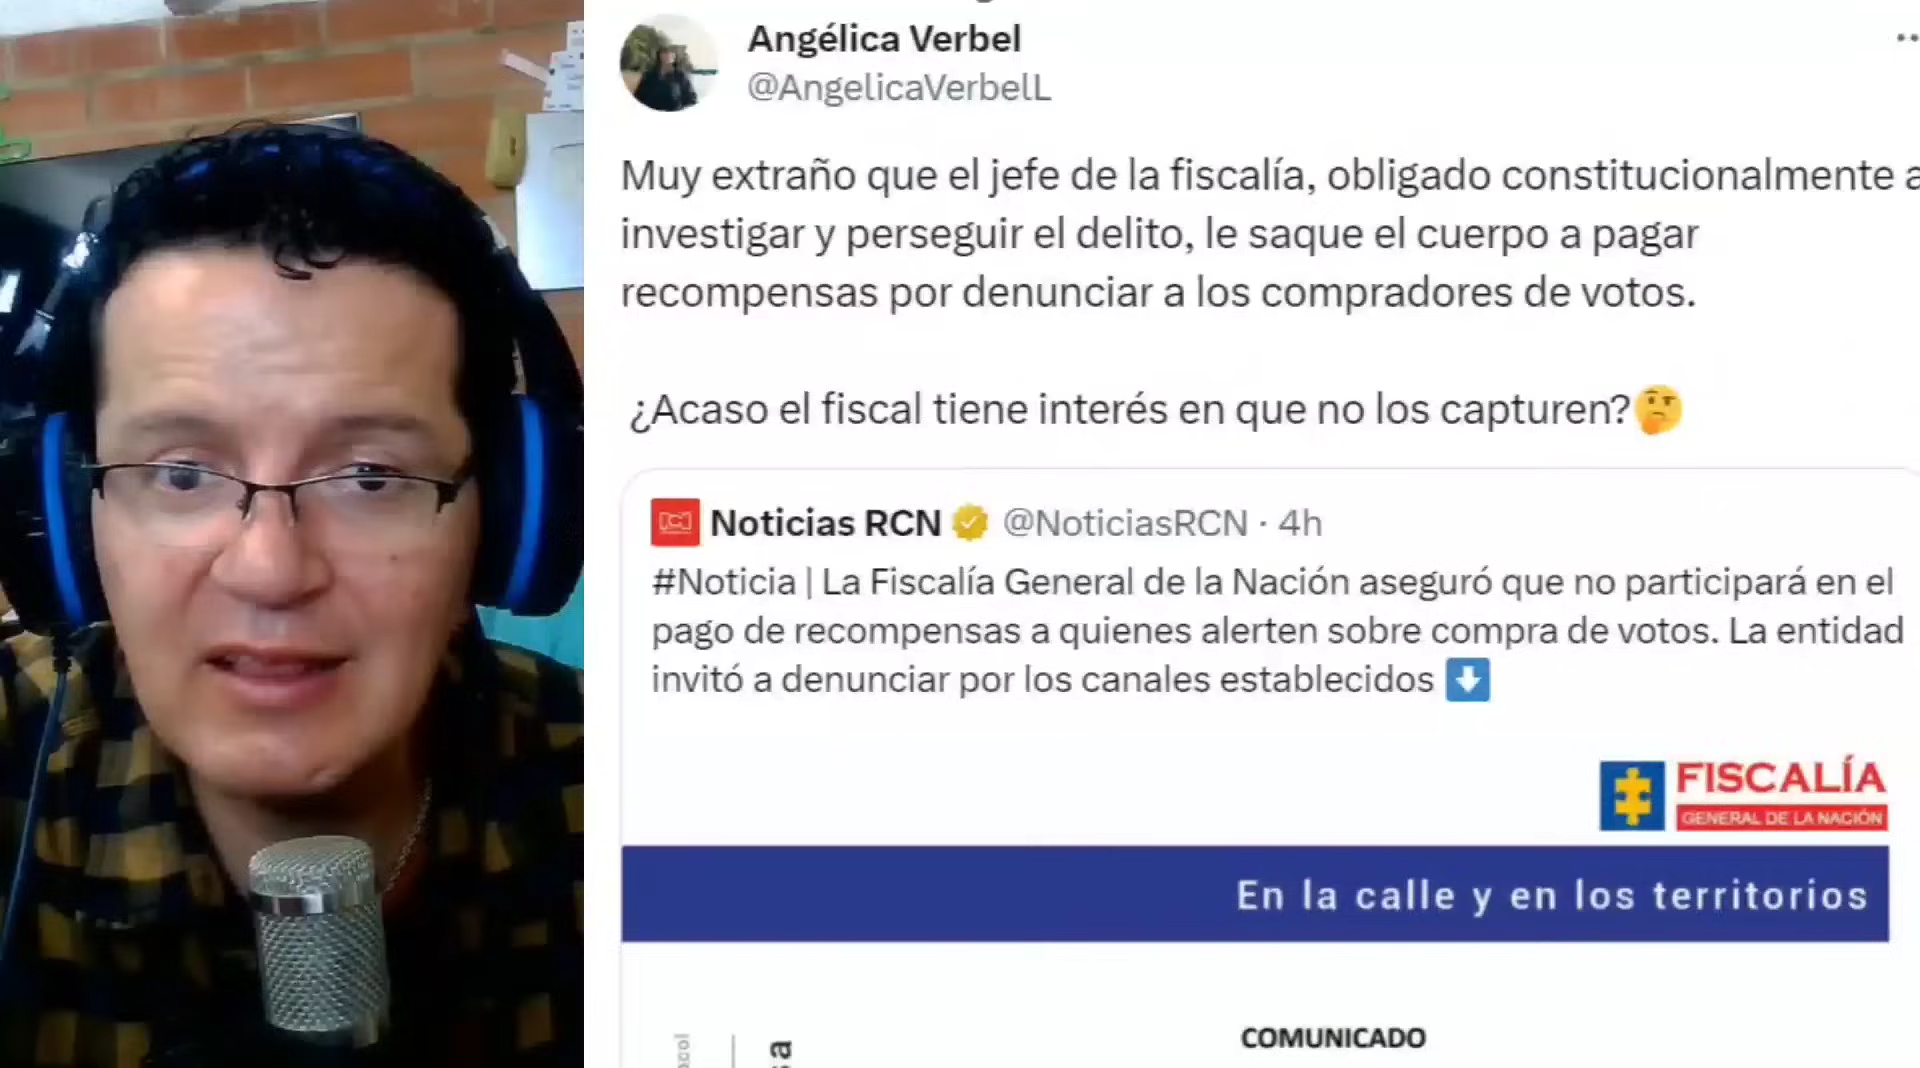 Angélica Verbel
@AngelicaVerbelL
Muy extraño que el jefe de la fiscalía, obligado constitucionalmente a
investigar y perseguir el delito, le saque el cuerpo a pagar
recompensas por denunciar a los compradores de votos.
¿Acaso el fiscal tiene interés en que no los capturen?🤔
RCN Noticias RCN @NoticiasRCN · 4h
#Noticia | La Fiscalía General de la Nación aseguró que no participará en el
pago de recompensas a quienes alerten sobre compra de votos. La entidad
invitó a denunciar por los canales establecidos ⬇️
FISCALÍA
GENERAL DE LA NACIÓN
En la calle y en los territorios
COMUNICADO